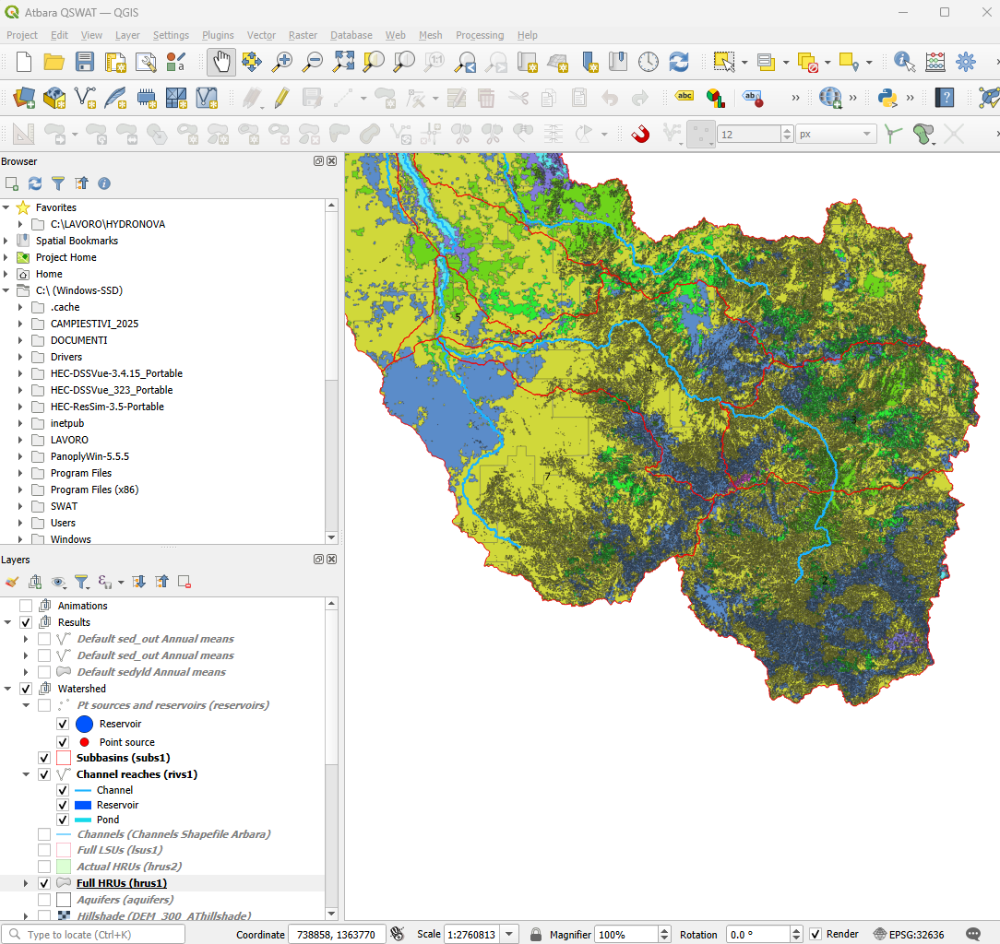 Atbara QSWAT — QGIS
Project Edit View Layer Settings Plugins Vector Raster Database Web Mesh Processing Help
1:1
abc ab » » »
12 px
Browser
Favorites
C:\LAVORO\HYDRONOVA
Spatial Bookmarks
Project Home
Home
C:\ (Windows-SSD)
.cache
CAMPIESTIVI_2025
DOCUMENTI
Drivers
HEC-DSSVue-3.4.15_Portable
HEC-DSSVue_323_Portable
HEC-ResSim-3.5-Portable
inetpub
LAVORO
PanoplyWin-5.5.5
Program Files
Program Files (x86)
SWAT
Users
Windows
Layers
Animations
Results
Default sed_out Annual means
Default sed_out Annual means
Default sedyld Annual means
Watershed
Pt sources and reservoirs (reservoirs)
Reservoir
Point source
Subbasins (subs1)
Channel reaches (rivs1)
Channel
Reservoir
Pond
Channels (Channels Shapefile Arbara)
Full LSUs (lsus1)
Actual HRUs (hrus2)
Full HRUs (hrus1)
Aquifers (aquifers)
Hillshade (DEM_300_AThillshade)
5
4
3
7
2
Type to locate (Ctrl+K) Coordinate 738858, 1363770 Scale 1:2760813 Magnifier 100% Rotation 0.0 ° Render EPSG:32636